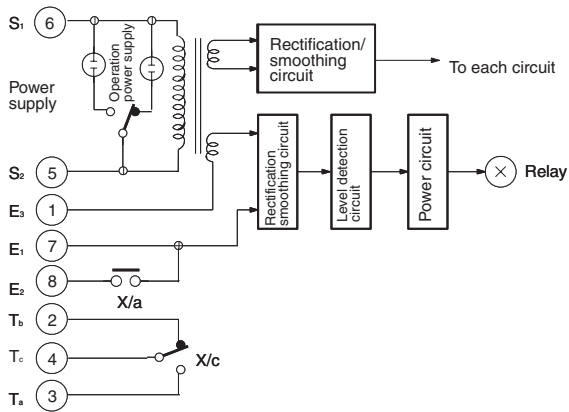 S₁ 6
Power
supply
Operation
power supply
Rectification/
smoothing
circuit
To each circuit
S₂ 5
E₃ 1
E₁ 7
E₂ 8
X/a
Rectification
smoothing circuit
Level detection
circuit
Power circuit
Relay
Tb 2
Tc 4
X/c
Ta 3